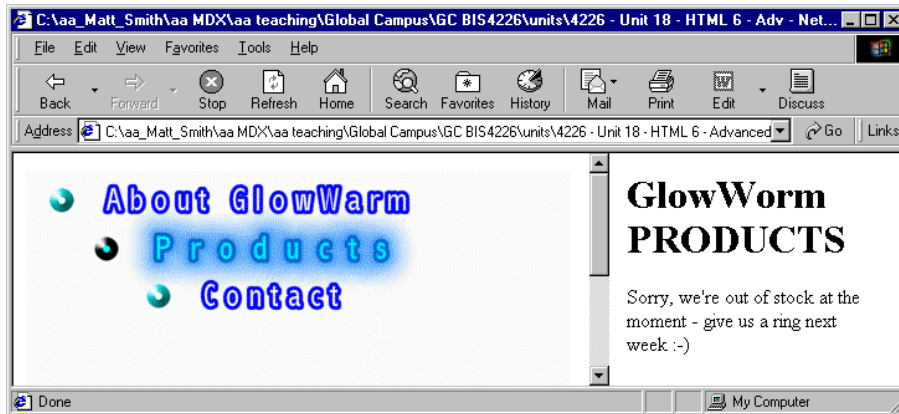 C:\aa_Matt_Smith\aa MDX\aa teaching\Global Campus\GC BIS4226\units\4226 - Unit 18 - HTML 6 - Adv - Net...
File Edit View Favorites Tools Help
Back Forward Stop Refresh Home Search Favorites History Mail Print Edit Discuss
Address C:\aa_Matt_Smith\aa MDX\aa teaching\Global Campus\GC BIS4226\units\4226 - Unit 18 - HTML 6 - Advanced Go Links
About GlowWarm
Products
Contact
GlowWorm
PRODUCTS
Sorry, we're out of stock at the
moment - give us a ring next
week :-)
Done My Computer